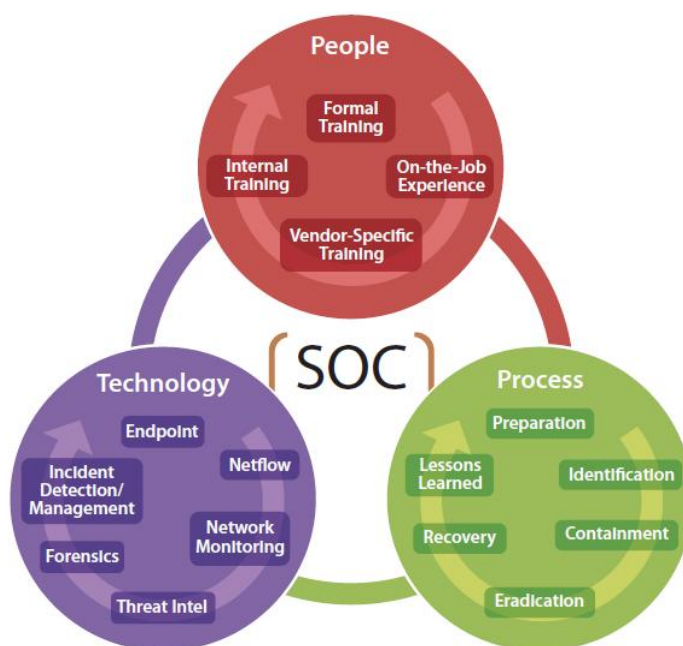 People
Formal
Training
Internal
Training
On-the-Job
Experience
Vendor-Specific
Training
SOC
Technology
Endpoint
Netflow
Incident
Detection/
Management
Network
Monitoring
Forensics
Threat Intel
Process
Preparation
Lessons
Learned
Identification
Recovery
Containment
Eradication